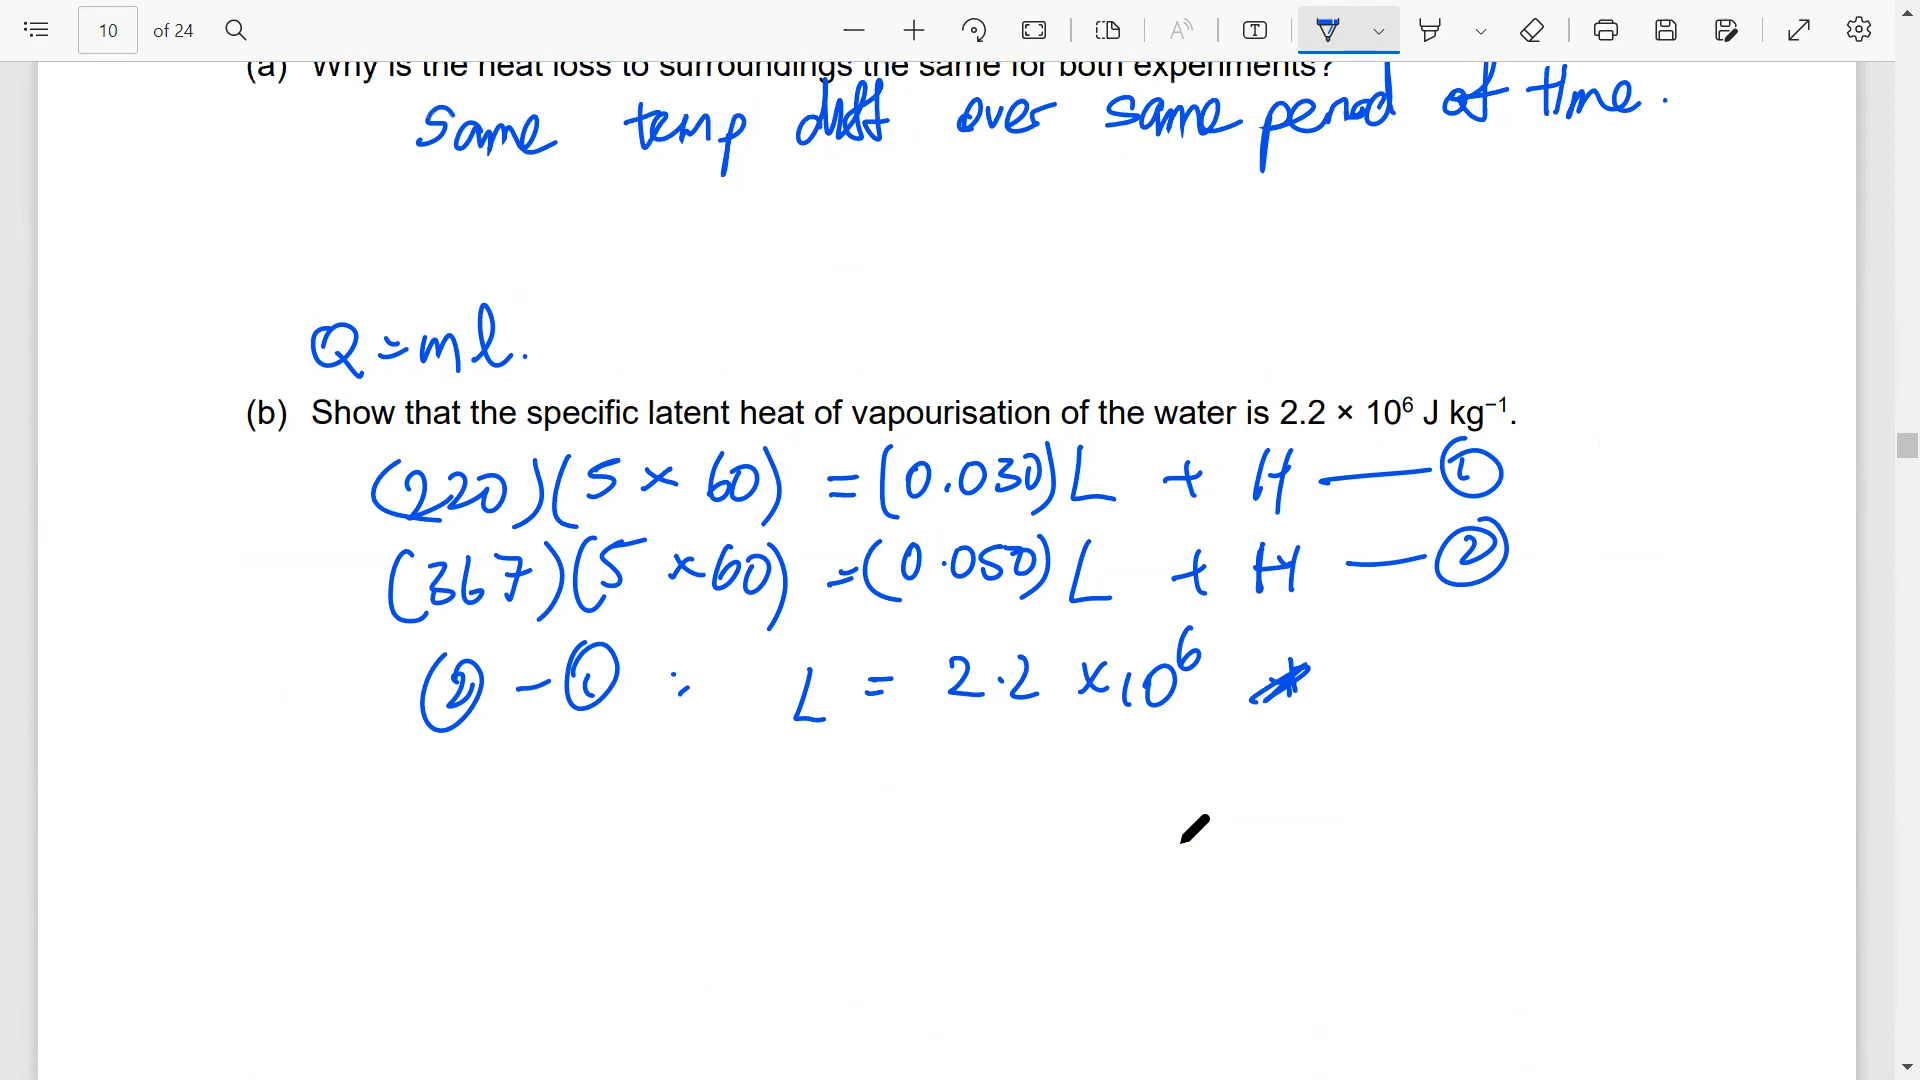 10 of 24
(a) Why is the heat loss to surroundings the same for both experiments?
same temp diff over same period of time.
Q = ml.
(b) Show that the specific latent heat of vapourisation of the water is 2.2 × 10⁶ J kg⁻¹.
(220)(5 × 60) = (0.030)L + H — ①
(367)(5 × 60) = (0.050)L + H — ②
② - ① : L = 2.2 × 10⁶